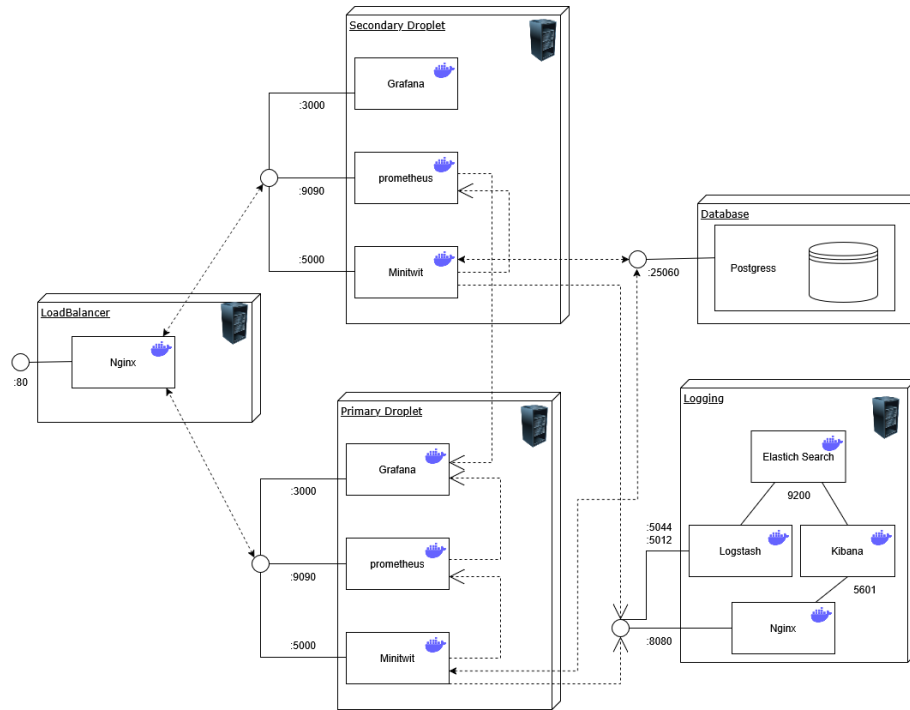 Secondary Droplet
Grafana
:3000
prometheus
:9090
Minitwit
:5000
Database
Postgress
:25060
LoadBalancer
Nginx
:80
Primary Droplet
Grafana
:3000
prometheus
:9090
Minitwit
:5000
Logging
Elastich Search
9200
:5044
:5012
Logstash
Kibana
5601
Nginx
:8080